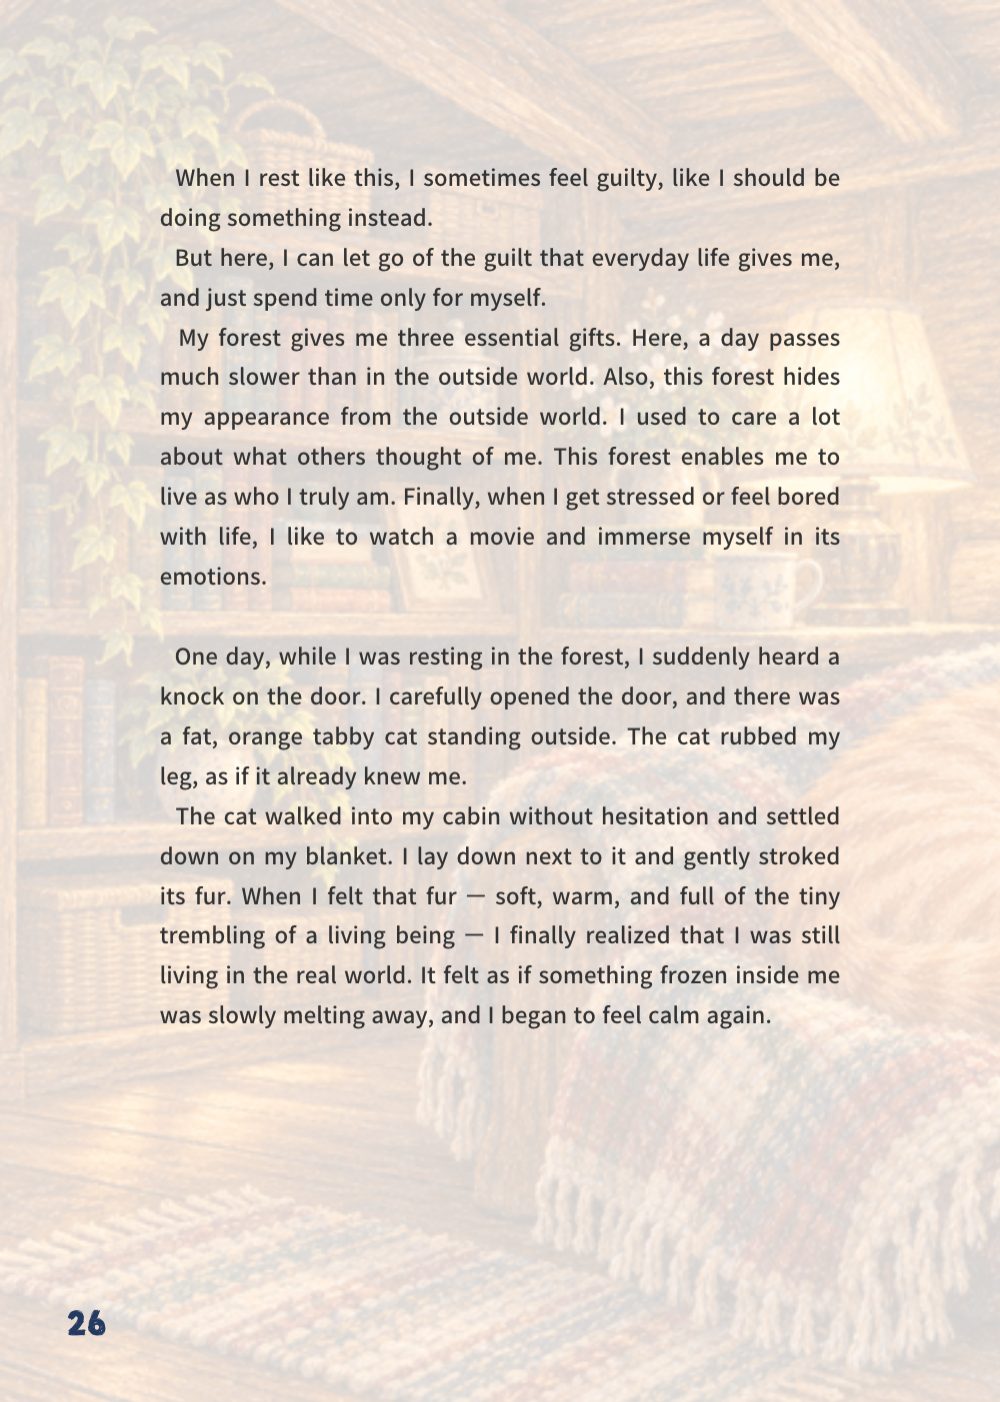 When I rest like this, I sometimes feel guilty, like I should be
doing something instead.
But here, I can let go of the guilt that everyday life gives me,
and just spend time only for myself.
My forest gives me three essential gifts. Here, a day passes
much slower than in the outside world. Also, this forest hides
my appearance from the outside world. I used to care a lot
about what others thought of me. This forest enables me to
live as who I truly am. Finally, when I get stressed or feel bored
with life, I like to watch a movie and immerse myself in its
emotions.
One day, while I was resting in the forest, I suddenly heard a
knock on the door. I carefully opened the door, and there was
a fat, orange tabby cat standing outside. The cat rubbed my
leg, as if it already knew me.
The cat walked into my cabin without hesitation and settled
down on my blanket. I lay down next to it and gently stroked
its fur. When I felt that fur — soft, warm, and full of the tiny
trembling of a living being — I finally realized that I was still
living in the real world. It felt as if something frozen inside me
was slowly melting away, and I began to feel calm again.
26